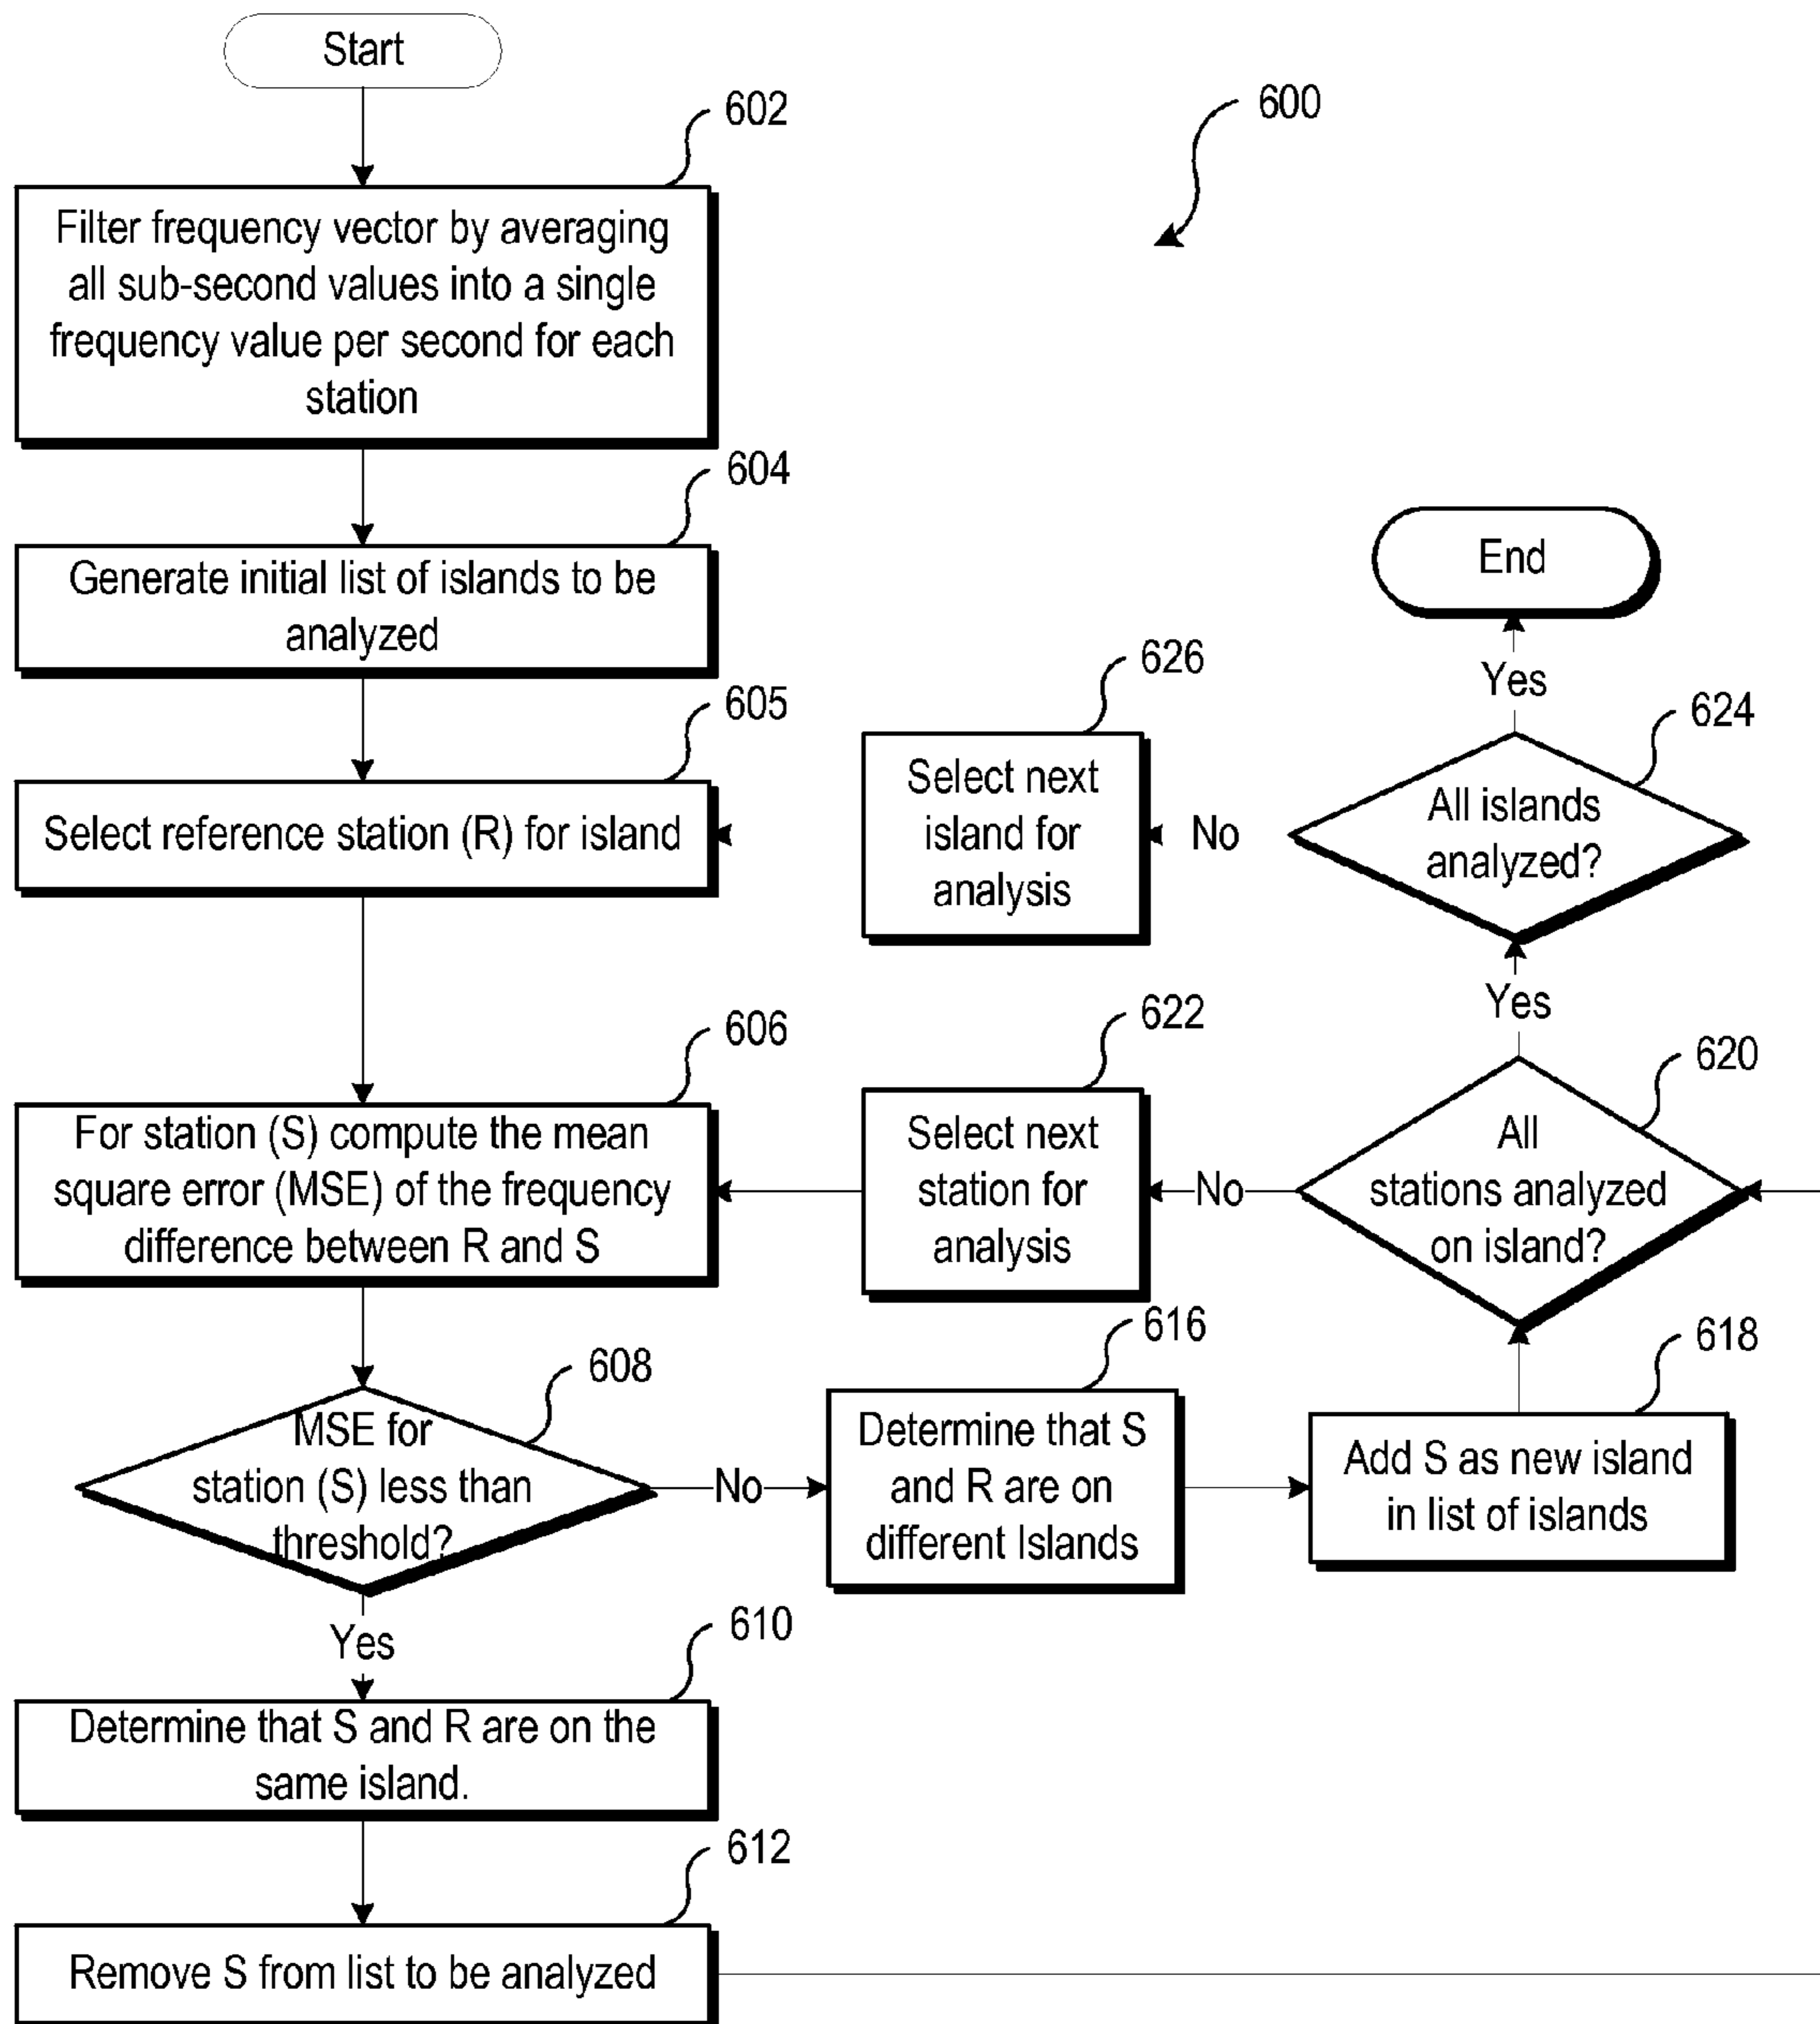 Start
602
600
Filter frequency vector by averaging
all sub-second values into a single
frequency value per second for each
station
604
Generate initial list of islands to be
analyzed
605
Select reference station (R) for island
626
Select next
island for
analysis
No
End
Yes
624
All islands
analyzed?
Yes
606
For station (S) compute the mean
square error (MSE) of the frequency
difference between R and S
622
Select next
station for
analysis
No
620
All
stations analyzed
on island?
608
MSE for
station (S) less than
threshold?
No
616
Determine that S
and R are on
different Islands
618
Add S as new island
in list of islands
Yes
610
Determine that S and R are on the
same island.
612
Remove S from list to be analyzed